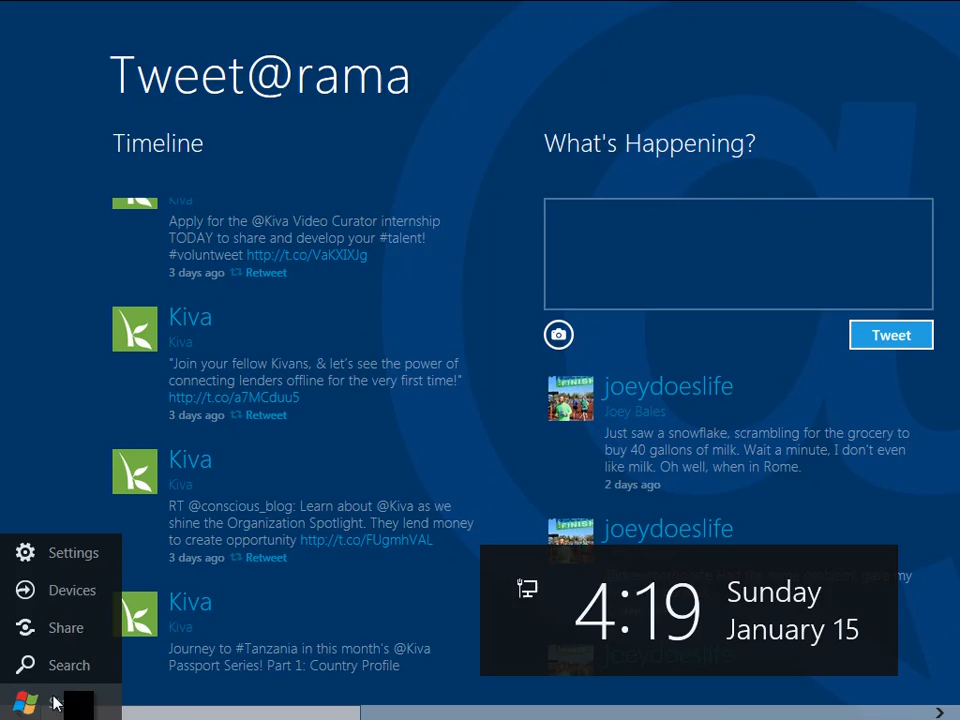 Tweet@rama
Timeline
Kiva
Apply for the @Kiva Video Curator internship
TODAY to share and develop your #talent!
#voluntweet http://t.co/VaKXIXJg
3 days ago Retweet
Kiva
Kiva
"Join your fellow Kivans, & let's see the power of
connecting lenders offline for the very first time!"
http://t.co/a7MCduu5
3 days ago Retweet
Kiva
Kiva
RT @conscious_blog: Learn about @Kiva as we
shine the Organization Spotlight. They lend money
to create opportunity http://t.co/FUgmhVAL
3 days ago Retweet
Kiva
Kiva
Journey to #Tanzania in this month's @Kiva
Passport Series! Part 1: Country Profile
What's Happening?
Tweet
joeydoeslife
Joey Bales
Just saw a snowflake, scrambling for the grocery to
buy 40 gallons of milk. Wait a minute, I don't even
like milk. Oh well, when in Rome.
2 days ago
joeydoeslife
my
joeydoeslife
Settings
Devices
Share
Search
4:19
Sunday
January 15